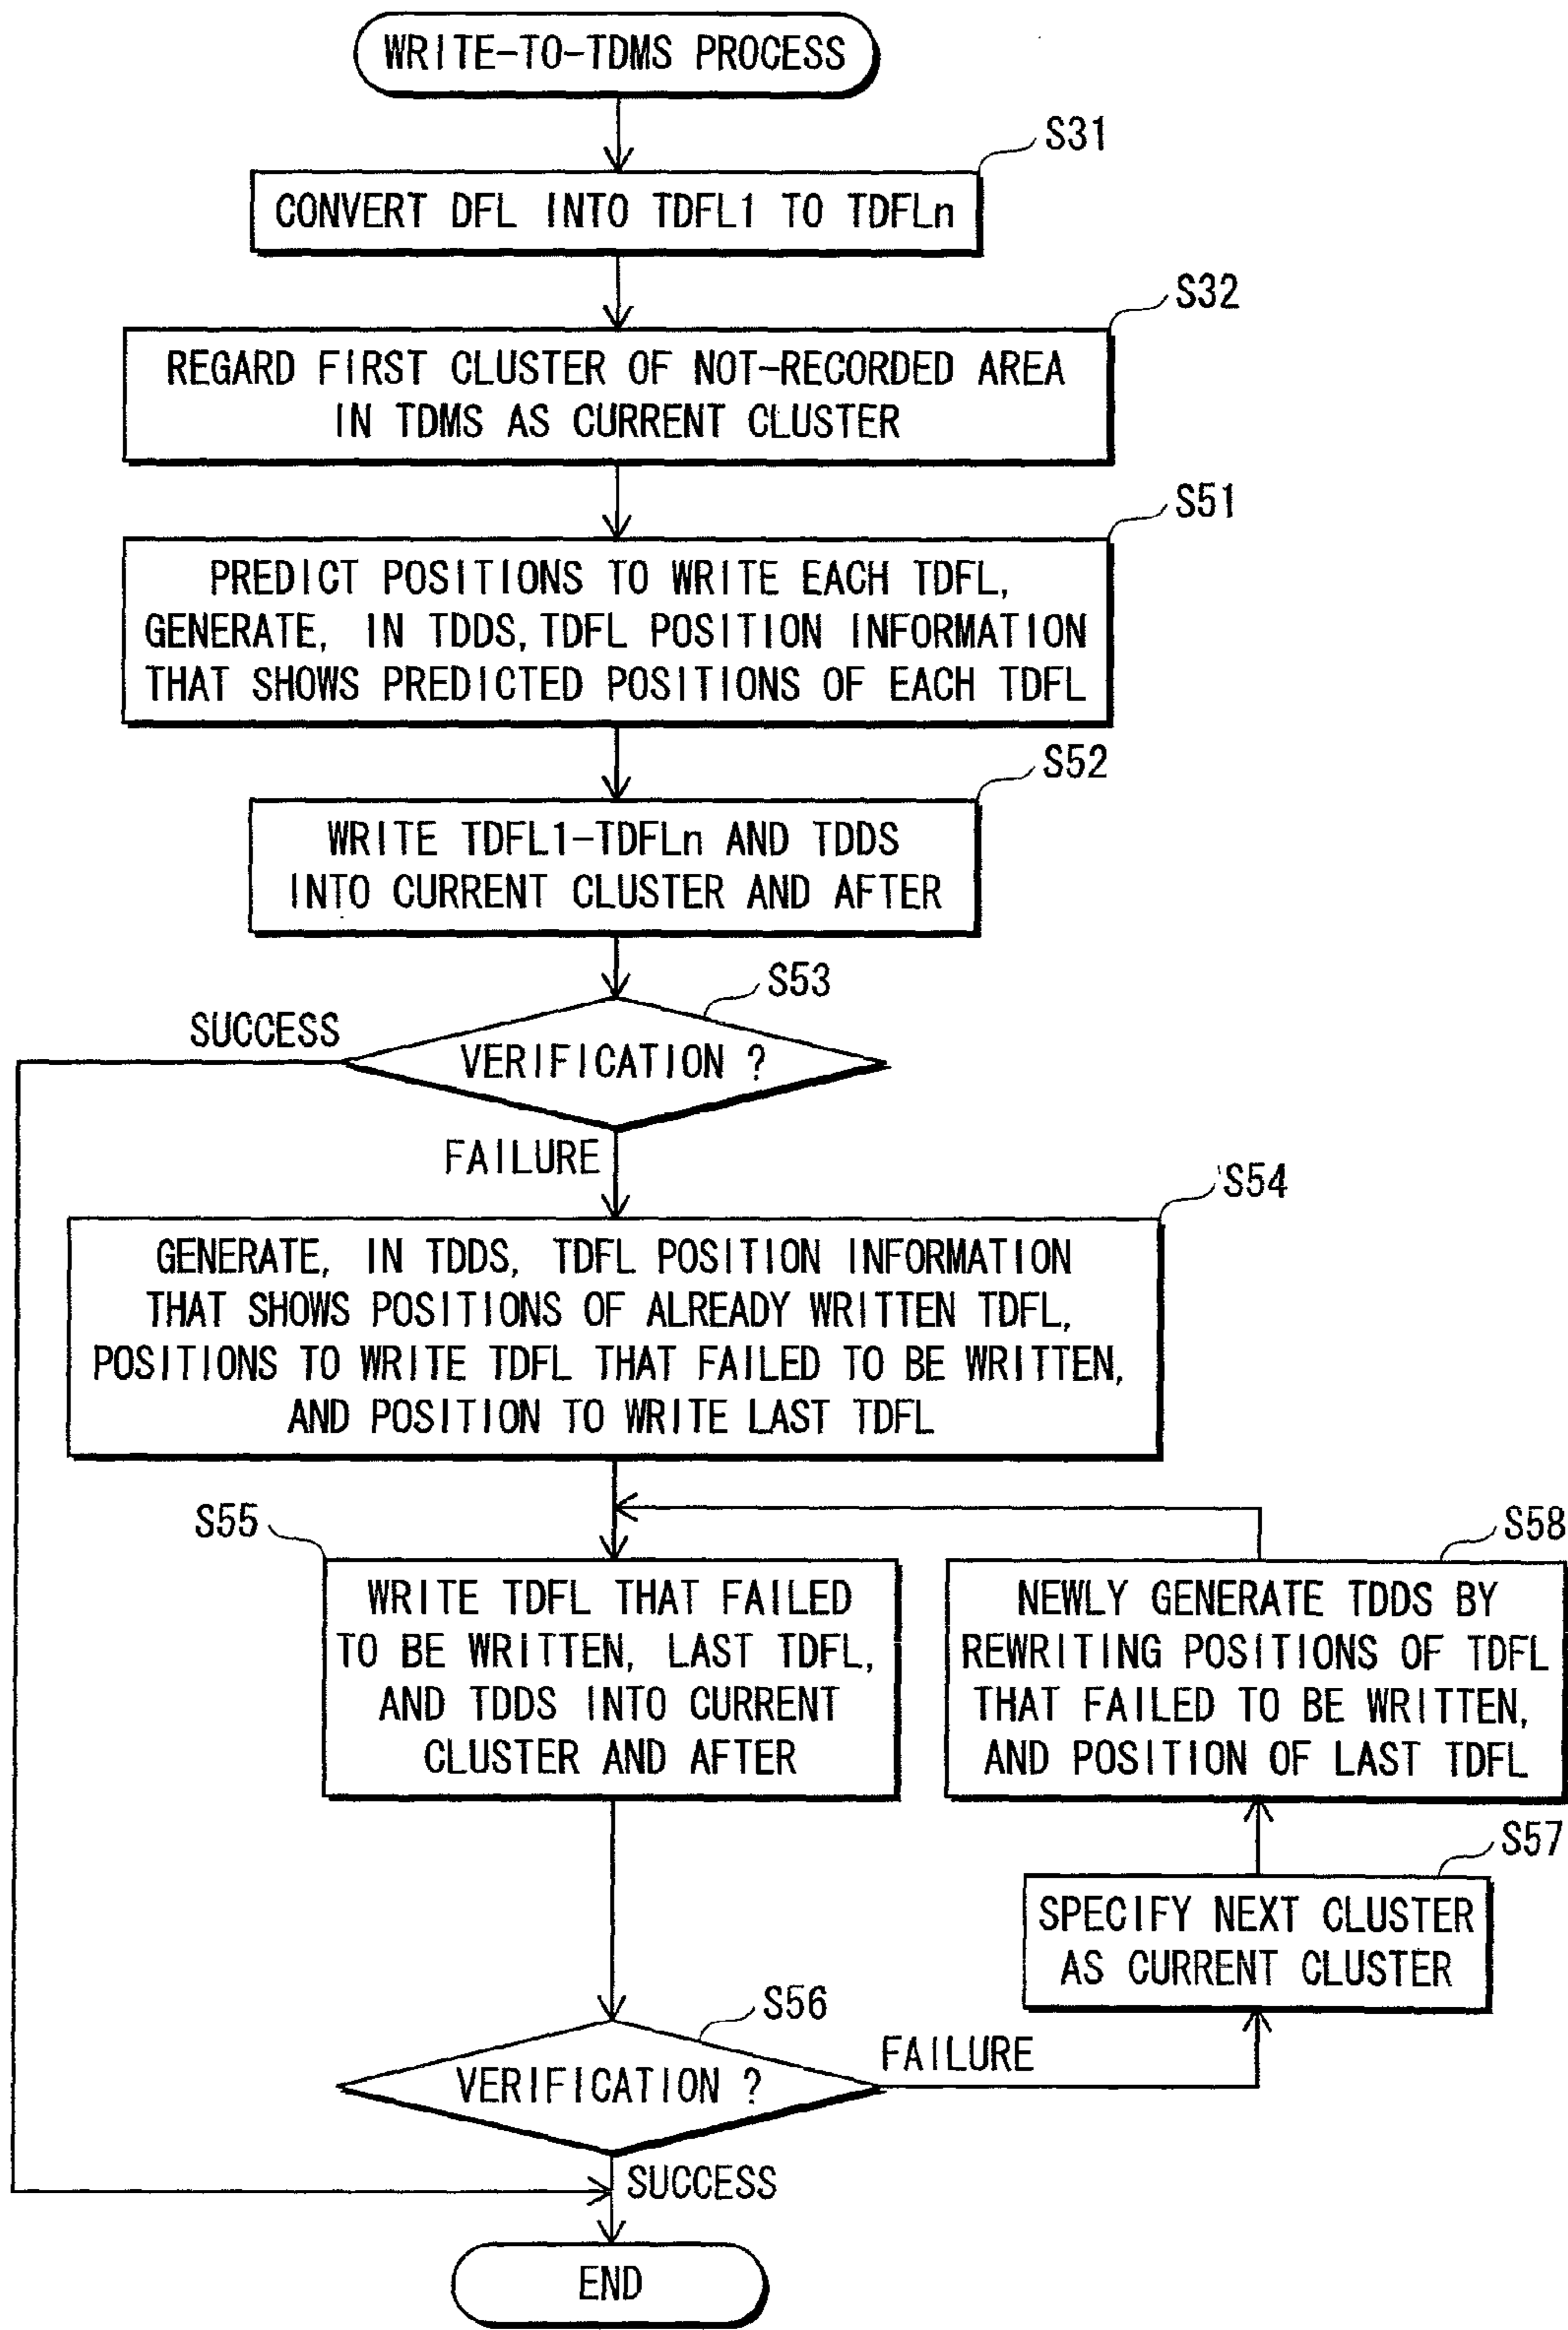 WRITE-TO-TDMS PROCESS
S31
CONVERT DFL INTO TDFL1 TO TDFLn
S32
REGARD FIRST CLUSTER OF NOT-RECORDED AREA
IN TDMS AS CURRENT CLUSTER
S51
PREDICT POSITIONS TO WRITE EACH TDFL,
GENERATE, IN TDDS, TDFL POSITION INFORMATION
THAT SHOWS PREDICTED POSITIONS OF EACH TDFL
S52
WRITE TDFL1-TDFLn AND TDDS
INTO CURRENT CLUSTER AND AFTER
S53
SUCCESS
VERIFICATION ?
FAILURE
S54
GENERATE, IN TDDS, TDFL POSITION INFORMATION
THAT SHOWS POSITIONS OF ALREADY WRITTEN TDFL,
POSITIONS TO WRITE TDFL THAT FAILED TO BE WRITTEN,
AND POSITION TO WRITE LAST TDFL
S55
WRITE TDFL THAT FAILED
TO BE WRITTEN, LAST TDFL,
AND TDDS INTO CURRENT
CLUSTER AND AFTER
S58
NEWLY GENERATE TDDS BY
REWRITING POSITIONS OF TDFL
THAT FAILED TO BE WRITTEN,
AND POSITION OF LAST TDFL
S57
SPECIFY NEXT CLUSTER
AS CURRENT CLUSTER
S56
VERIFICATION ?
FAILURE
SUCCESS
END